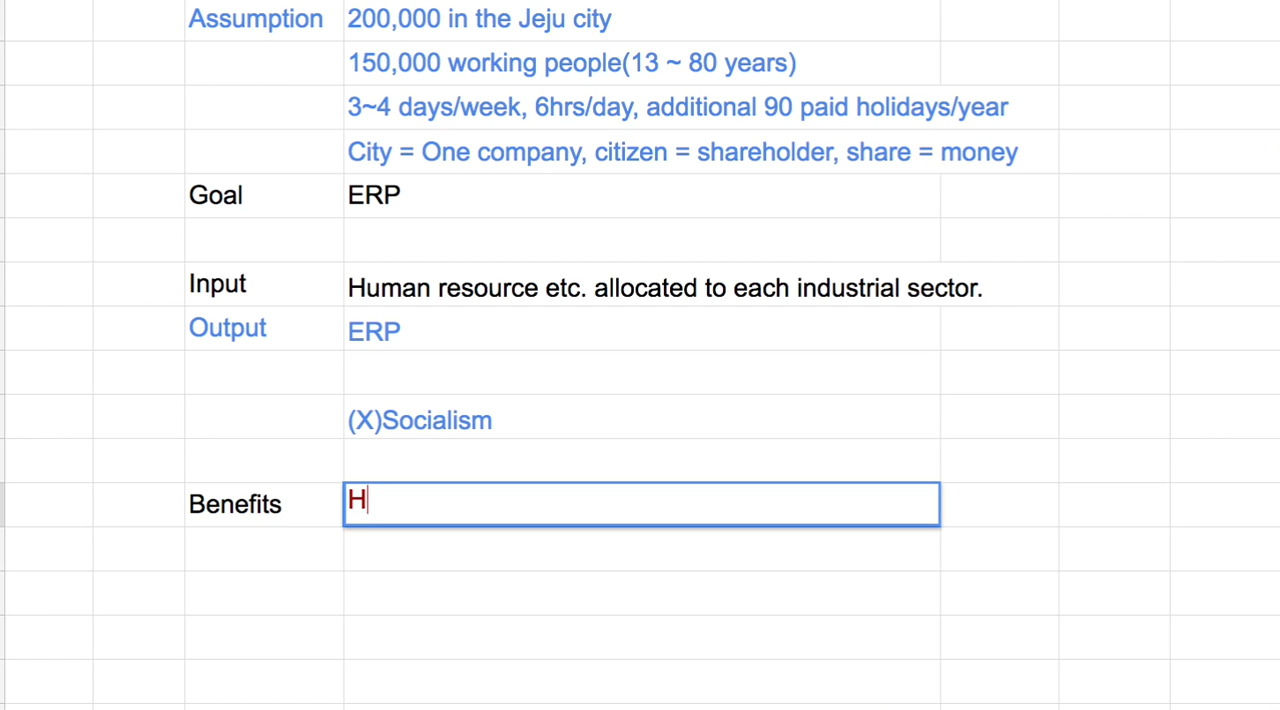 Assumption 200,000 in the Jeju city
150,000 working people(13 ~ 80 years)
3~4 days/week, 6hrs/day, additional 90 paid holidays/year
City = One company, citizen = shareholder, share = money
Goal ERP
Input Human resource etc. allocated to each industrial sector.
Output ERP
(X)Socialism
Benefits H